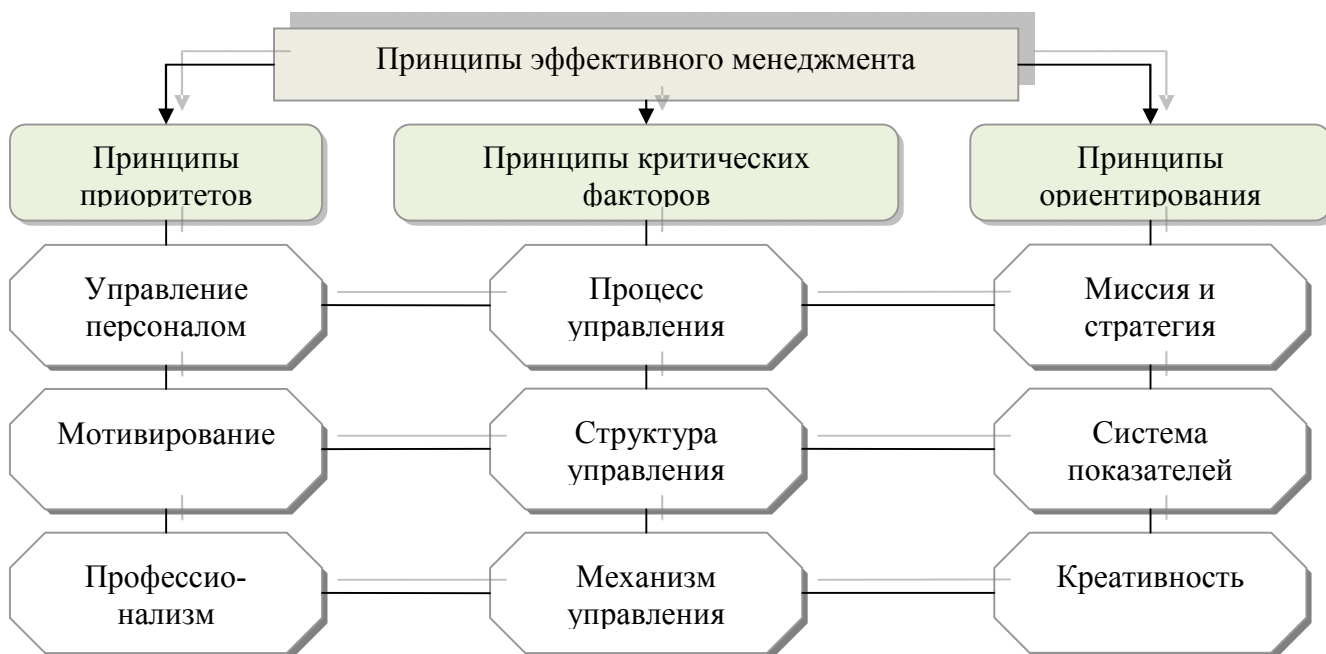 Принципы эффективного менеджмента
Принципы
приоритетов
Принципы критических
факторов
Принципы
ориентирования
Управление
персоналом
Процесс
управления
Миссия и
стратегия
Мотивирование
Структура
управления
Система
показателей
Профессио-
нализм
Механизм
управления
Креативность